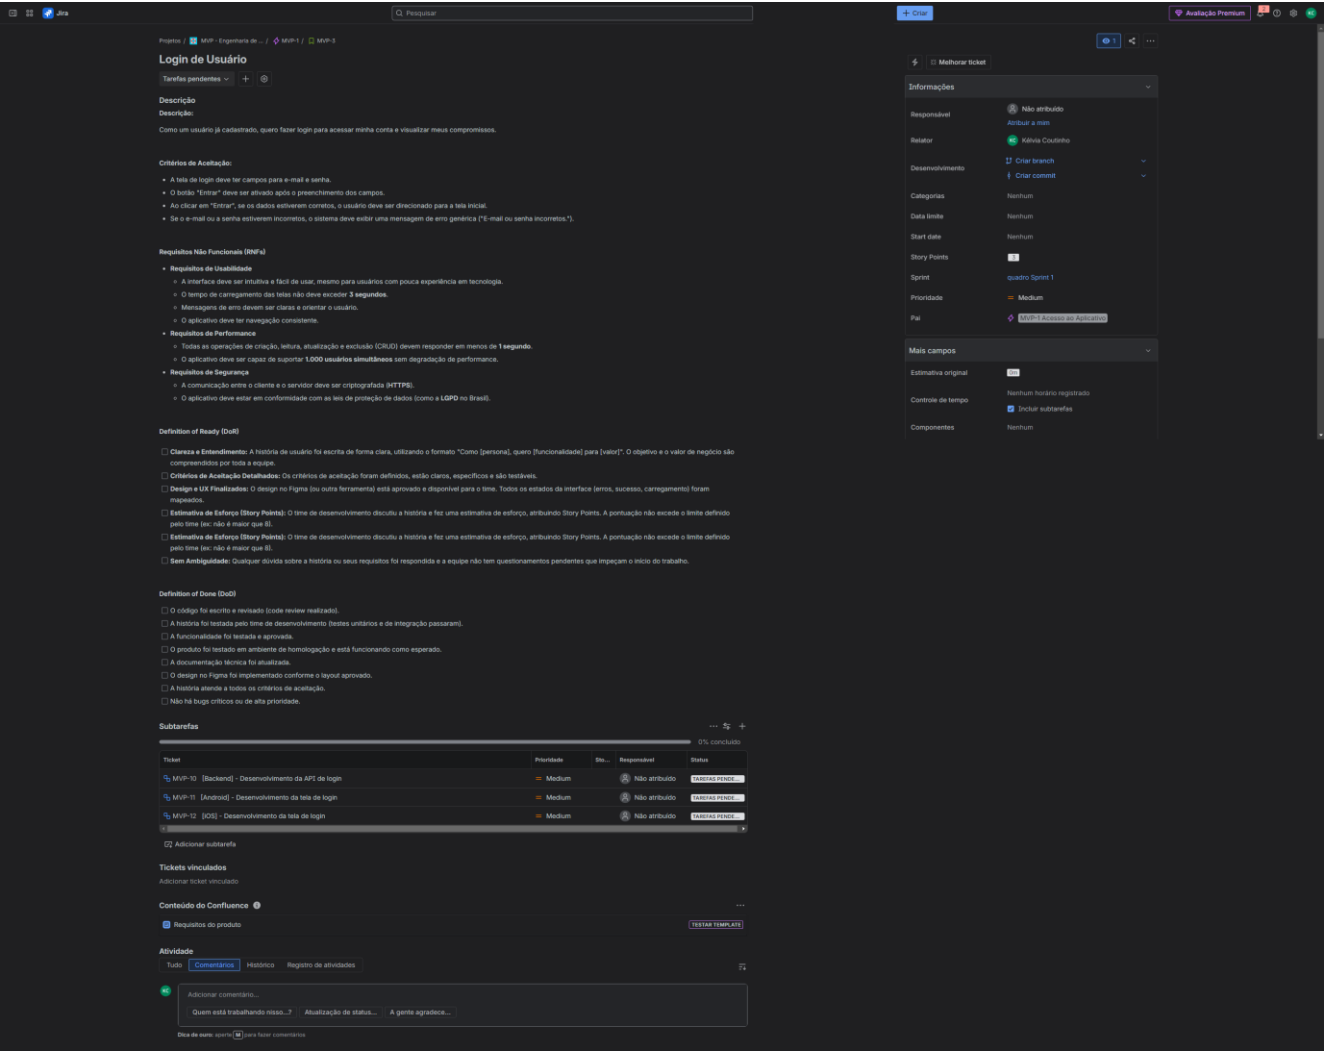 Jira
Pesquisar
+ Criar
Avaliação Premium
2
KC
Projetos / MVP - Engenharia de ... / MVP-1 / MVP-3
1
Login de Usuário
Melhorar ticket
Tarefas pendentes
Informações
Descrição
Descrição:
Como um usuário já cadastrado, quero fazer login para acessar minha conta e visualizar meus compromissos.
Critérios de Aceitação:
• A tela de login deve ter campos para e-mail e senha.
• O botão "Entrar" deve ser ativado após o preenchimento dos campos.
• Ao clicar em "Entrar", se os dados estiverem corretos, o usuário deve ser direcionado para a tela inicial.
• Se o e-mail ou a senha estiverem incorretos, o sistema deve exibir uma mensagem de erro genérica ("E-mail ou senha incorretos.").
Requisitos Não Funcionais (RNFs)
• Requisitos de Usabilidade
A interface deve ser intuitiva e fácil de usar, mesmo para usuários com pouca experiência em tecnologia.
O tempo de carregamento das telas não deve exceder 3 segundos.
Mensagens de erro devem ser claras e orientar o usuário.
O aplicativo deve ter navegação consistente.
• Requisitos de Performance
Todas as operações de criação, leitura, atualização e exclusão (CRUD) devem responder em menos de 1 segundo.
O aplicativo deve ser capaz de suportar 1.000 usuários simultâneos sem degradação de performance.
• Requisitos de Segurança
A comunicação entre o cliente e o servidor deve ser criptografada (HTTPS).
O aplicativo deve estar em conformidade com as leis de proteção de dados (como a LGPD no Brasil).
Definition of Ready (DoR)
Clareza e Entendimento: A história de usuário foi escrita de forma clara, utilizando o formato "Como [persona], quero [funcionalidade] para [valor]". O objetivo e o valor de negócio são
compreendidos por toda a equipe.
Critérios de Aceitação Detalhados: Os critérios de aceitação foram definidos, estão claros, específicos e são testáveis.
Design e UX Finalizados: O design no Figma (ou outra ferramenta) está aprovado e disponível para o time. Todos os estados da interface (erros, sucesso, carregamento) foram
mapeados.
Estimativa de Esforço (Story Points): O time de desenvolvimento discutiu a história e fez uma estimativa de esforço, atribuindo Story Points. A pontuação não excede o limite definido
pelo time (ex: não é maior que 8).
Estimativa de Esforço (Story Points): O time de desenvolvimento discutiu a história e fez uma estimativa de esforço, atribuindo Story Points. A pontuação não excede o limite definido
pelo time (ex: não é maior que 8).
Sem Ambiguidade: Qualquer dúvida sobre a história ou seus requisitos foi respondida e a equipe não tem questionamentos pendentes que impeçam o início do trabalho.
Definition of Done (DoD)
O código foi escrito e revisado (code review realizado).
A história foi testada pelo time de desenvolvimento (testes unitários e de integração passaram).
A funcionalidade foi testada e aprovada.
O produto foi testado em ambiente de homologação e está funcionando como esperado.
A documentação técnica foi atualizada.
O design no Figma foi implementado conforme o layout aprovado.
A história atende a todos os critérios de aceitação.
Não há bugs críticos ou de alta prioridade.
Subtarefas
0% concluído
Ticket Prioridade Sto... Responsável Status
MVP-10 [Backend] - Desenvolvimento da API de login Medium Não atribuído TAREFAS PENDE...
MVP-11 [Android] - Desenvolvimento da tela de login Medium Não atribuído TAREFAS PENDE...
MVP-12 [iOS] - Desenvolvimento da tela de login Medium Não atribuído TAREFAS PENDE...
Adicionar subtarefa
Tickets vinculados
Adicionar ticket vinculado
Conteúdo do Confluence
Requisitos do produto TESTAR TEMPLATE
Atividade
Tudo Comentários Histórico Registro de atividades
KC
Adicionar comentário...
Quem está trabalhando nisso...? Atualização de status... A gente agradece...
Dica de ouro: aperte M para fazer comentários
Responsável Não atribuído
Atribuir a mim
Relator KC Kélvia Coutinho
Desenvolvimento Criar branch
Criar commit
Categorias Nenhum
Data limite Nenhum
Start date Nenhum
Story Points 3
Sprint quadro Sprint 1
Prioridade Medium
Pai MVP-1 Acesso ao Aplicativo
Mais campos
Estimativa original 0m
Controle de tempo Nenhum horário registrado
Incluir subtarefas
Componentes Nenhum